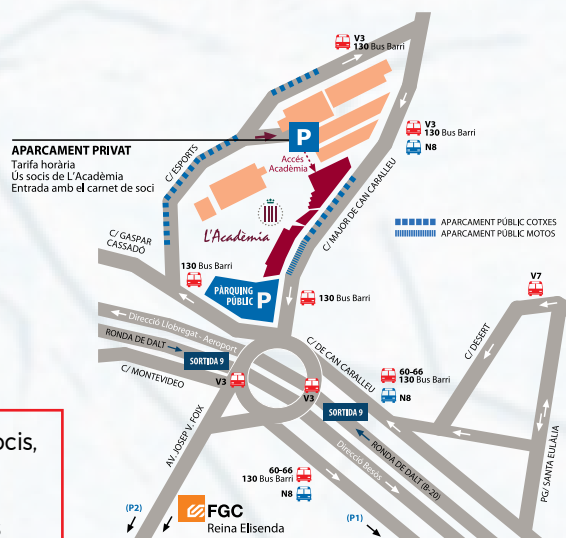 V3
130 Bus Barri
V3
130 Bus Barri
N8
P
APARCAMENT PRIVAT
Tarifa horària
Ús socis de L'Acadèmia
Entrada amb el carnet de soci
Accés
Acadèmia
C/ ESPORTS
C/ MAJOR DE CAN CARALLEU
L'Acadèmia
APARCAMENT PÚBLIC COTXES
APARCAMENT PÚBLIC MOTOS
C/ GASPAR
CASSADÓ
130 Bus Barri
PÀRQUING
PÚBLIC P
130 Bus Barri
V7
Direcció Llobregat - Aeroport
RONDA DE DALT
SORTIDA 9
C/ MONTEVIDEO
V3
V3
C/ DE CAN CARALLEU
C/ DESERT
60-66
130 Bus Barri
N8
SORTIDA 9
RONDA DE DALT (B-20)
Direcció Besòs
PG/ SANTA EULÀLIA
AV. JOSEP V. FOIX
ocis,
60-66
130 Bus Barri
N8
(P2)
FGC
Reina Elisenda
(P1)